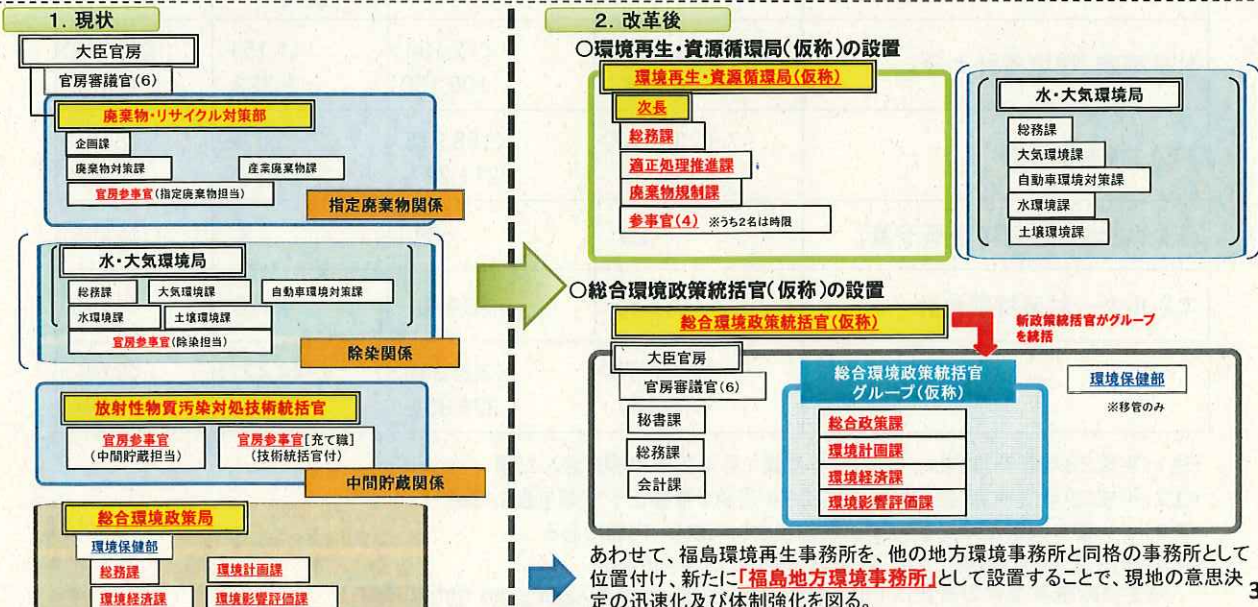 1. 現状
大臣官房
官房審議官(6)
廃棄物・リサイクル対策部
企画課
廃棄物対策課
産業廃棄物課
官房参事官(指定廃棄物担当)
指定廃棄物関係
水・大気環境局
総務課
大気環境課
自動車環境対策課
水環境課
土壌環境課
官房参事官(除染担当)
除染関係
放射性物質汚染対処技術統括官
官房参事官
(中間貯蔵担当)
官房参事官[充て職]
(技術統括官付)
中間貯蔵関係
総合環境政策局
環境保健部
総務課
環境計画課
環境経済課
環境影響評価課
2. 改革後
○環境再生・資源循環局(仮称)の設置
環境再生・資源循環局(仮称)
次長
総務課
適正処理推進課
廃棄物規制課
参事官(4) ※うち2名は時限
水・大気環境局
総務課
大気環境課
自動車環境対策課
水環境課
土壌環境課
○総合環境政策統括官(仮称)の設置
総合環境政策統括官(仮称)
新政策統括官がグループ
を統括
大臣官房
官房審議官(6)
秘書課
総務課
会計課
総合環境政策統括官
グループ(仮称)
総合政策課
環境計画課
環境経済課
環境影響評価課
環境保健部
※移管のみ
あわせて、福島環境再生事務所を、他の地方環境事務所と同格の事務所として
位置付け、新たに「福島地方環境事務所」として設置することで、現地の意思決
定の迅速化及び体制強化を図る。